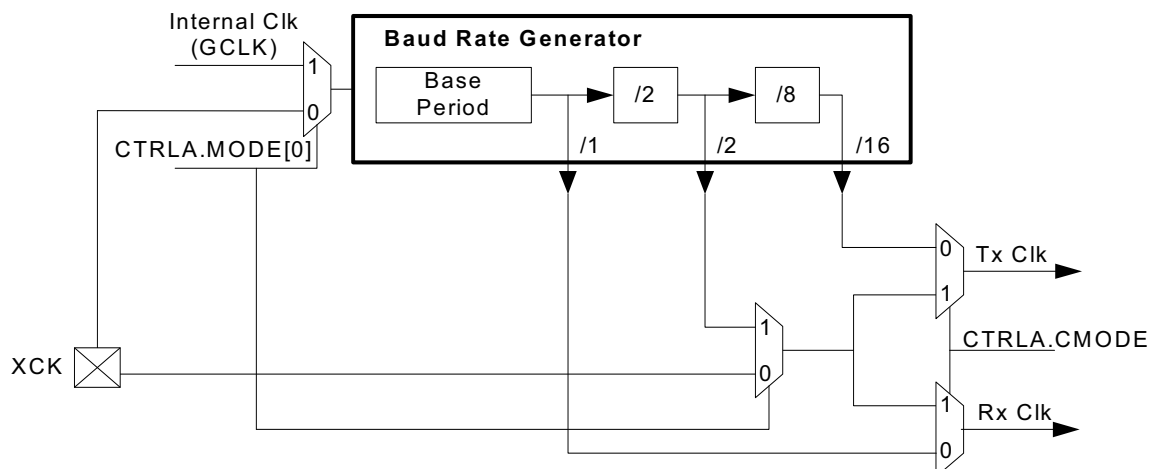 Internal Clk
(GCLK)
Baud Rate Generator
1
Base
Period
/2
/8
0
CTRLA.MODE[0]
/1
/2
/16
0
Tx Clk
1
1
XCK
0
CTRLA.CMODE
1
Rx Clk
0